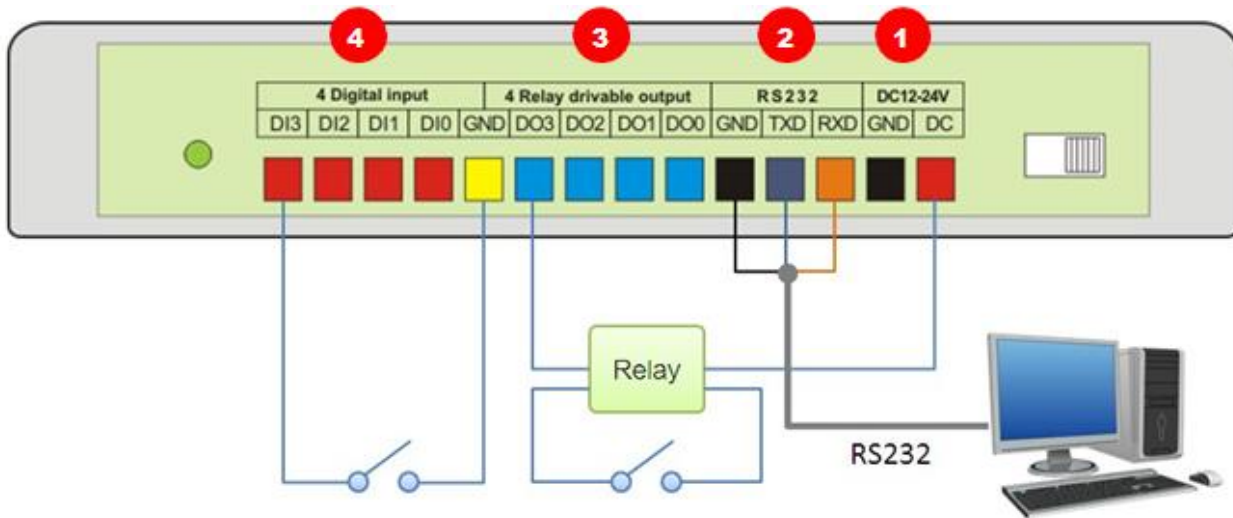 4 3 2 1
4 Digital input 4 Relay drivable output RS232 DC12-24V
DI3 DI2 DI1 DI0 GND DO3 DO2 DO1 DO0 GND TXD RXD GND DC
Relay
RS232